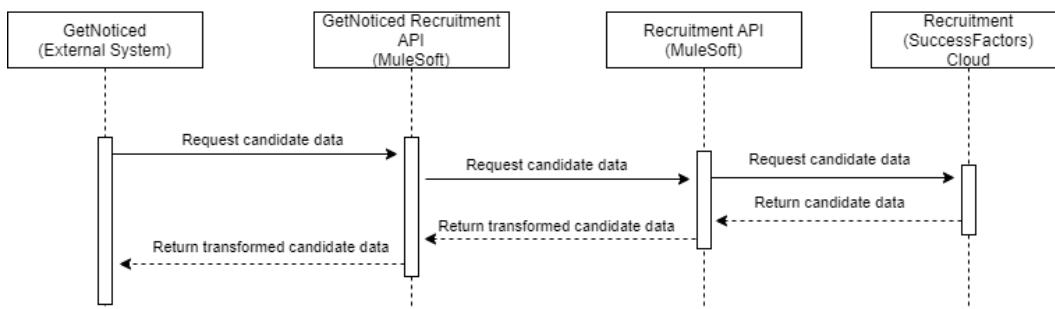 GetNoticed
(External System)
GetNoticed Recruitment
API
(MuleSoft)
Recruitment API
(MuleSoft)
Recruitment
(SuccessFactors)
Cloud
Request candidate data
Request candidate data
Request candidate data
Return candidate data
Return transformed candidate data
Return transformed candidate data